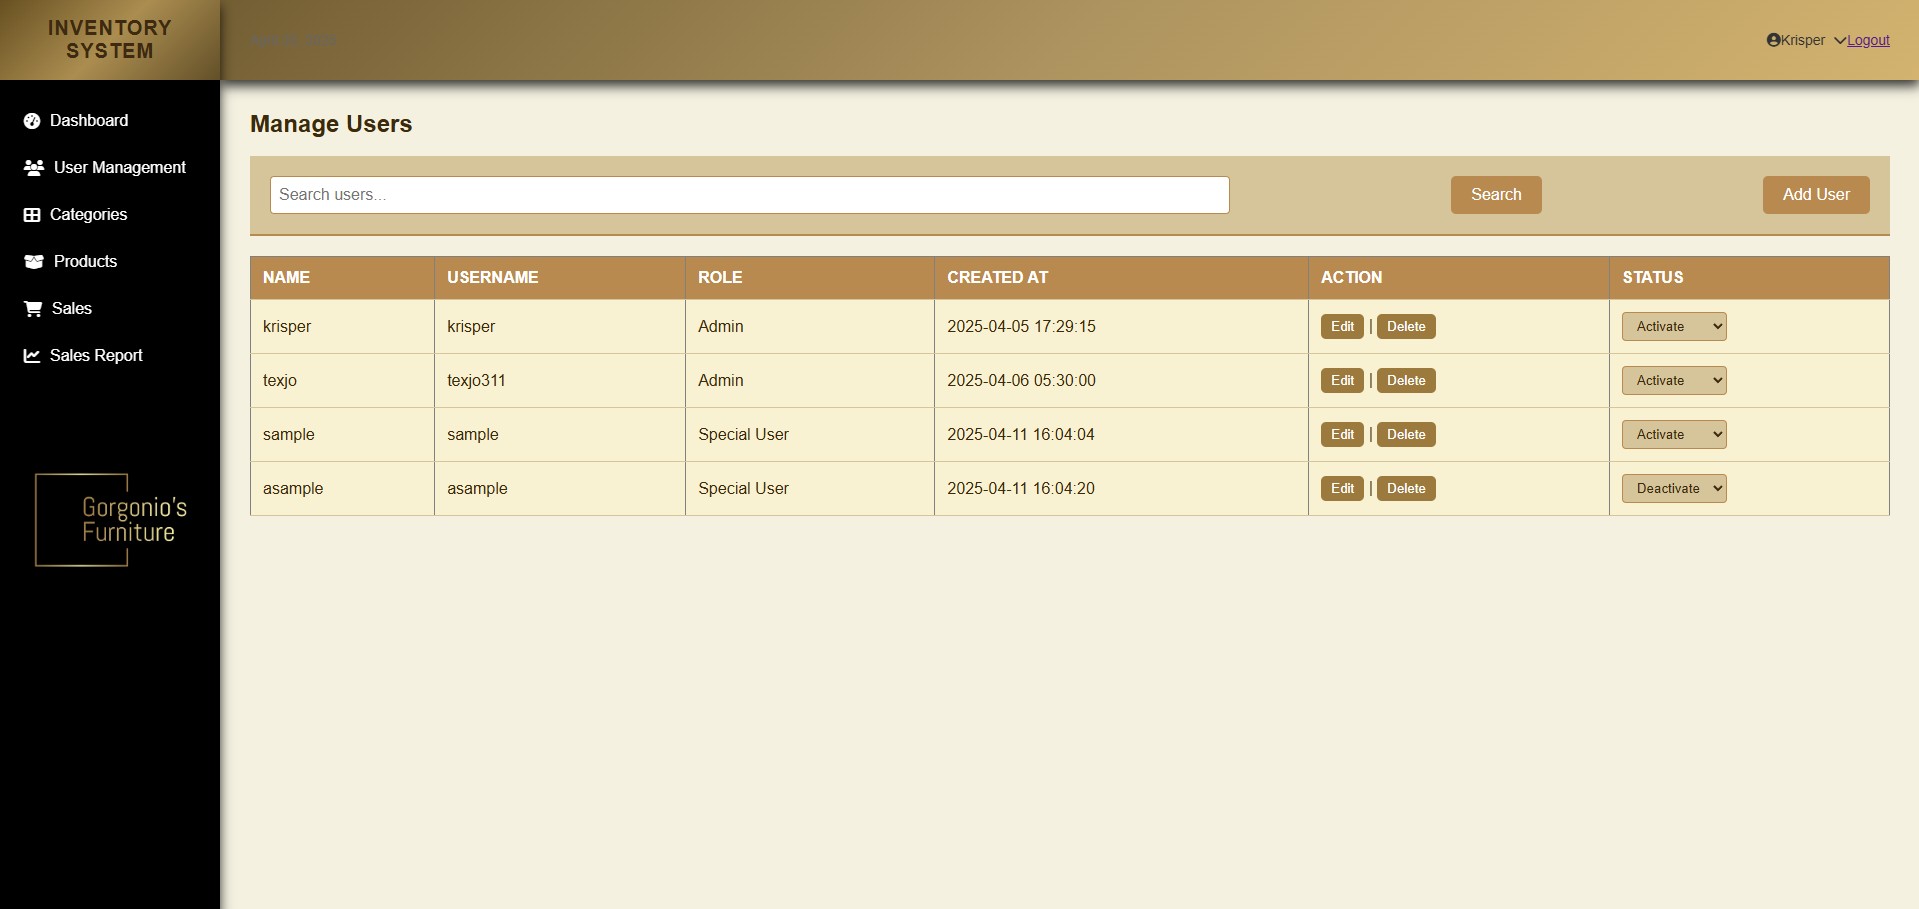 INVENTORY
SYSTEM
Krisper Logout
Dashboard
User Management
Categories
Products
Sales
Sales Report
Gorgonio's
Furniture
Manage Users
Search users...
Search
Add User
NAME USERNAME ROLE CREATED AT ACTION STATUS
krisper krisper Admin 2025-04-05 17:29:15 Edit | Delete Activate
texjo texjo311 Admin 2025-04-06 05:30:00 Edit | Delete Activate
sample sample Special User 2025-04-11 16:04:04 Edit | Delete Activate
asample asample Special User 2025-04-11 16:04:20 Edit | Delete Deactivate